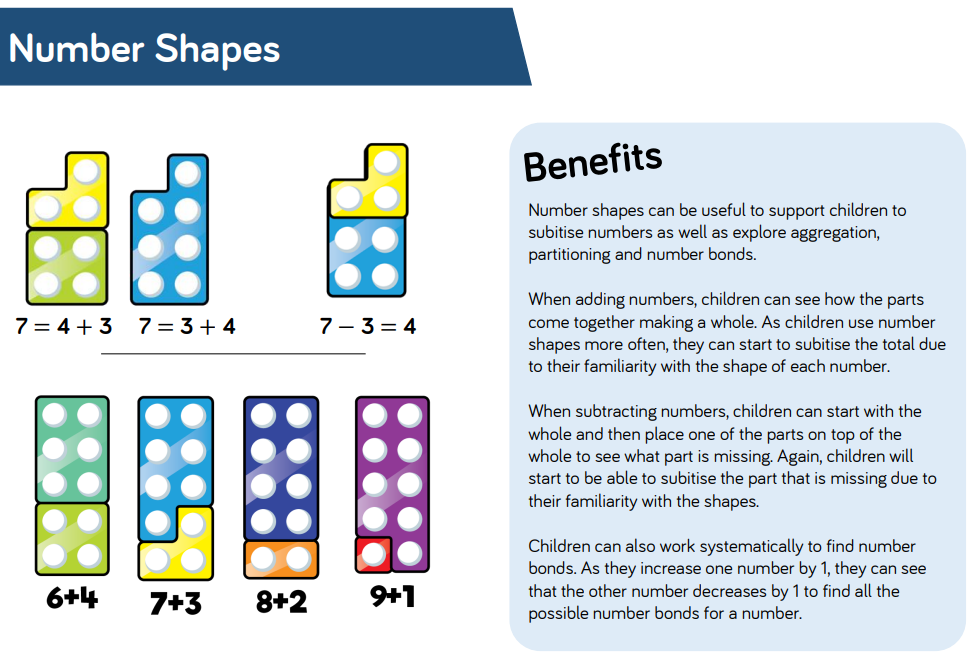 Number Shapes
7 = 4 + 3
7 = 3 + 4
7 − 3 = 4
6+4
7+3
8+2
9+1
Benefits
Number shapes can be useful to support children to
subitise numbers as well as explore aggregation,
partitioning and number bonds.
When adding numbers, children can see how the parts
come together making a whole. As children use number
shapes more often, they can start to subitise the total due
to their familiarity with the shape of each number.
When subtracting numbers, children can start with the
whole and then place one of the parts on top of the
whole to see what part is missing. Again, children will
start to be able to subitise the part that is missing due to
their familiarity with the shapes.
Children can also work systematically to find number
bonds. As they increase one number by 1, they can see
that the other number decreases by 1 to find all the
possible number bonds for a number.